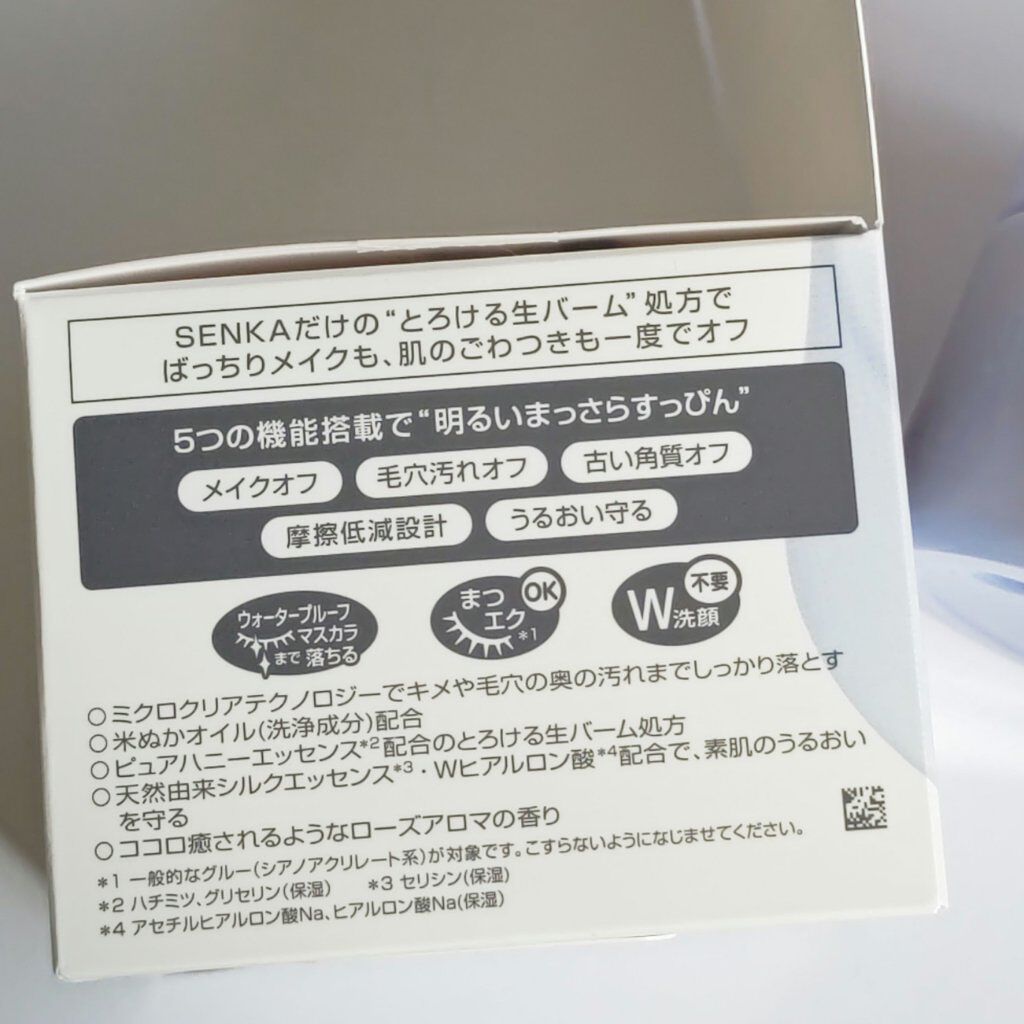 SENKAだけの“とろける生バーム”処方で
ばっちりメイクも、肌のごわつきも一度でオフ
5つの機能搭載で“明るいまっさらすっぴん”
メイクオフ
毛穴汚れオフ
古い角質オフ
摩擦低減設計
うるおい守る
ウォータープルーフ
マスカラ
まで 落ちる
まつ
エク*1
OK
W洗顔
不要
○ミクロクリアテクノロジーでキメや毛穴の奥の汚れまでしっかり落とす
○米ぬかオイル(洗浄成分)配合
○ピュアハニーエッセンス*2配合のとろける生バーム処方
○天然由来シルクエッセンス*3・Wヒアルロン酸*4配合で、素肌のうるおい
を守る
○ココロ癒されるようなローズアロマの香り
*1 一般的なグルー(シアノアクリレート系)が対象です。こすらないようになじませてください。
*2 ハチミツ、グリセリン(保湿) *3 セリシン(保湿)
*4 アセチルヒアルロン酸Na、ヒアルロン酸Na(保湿)